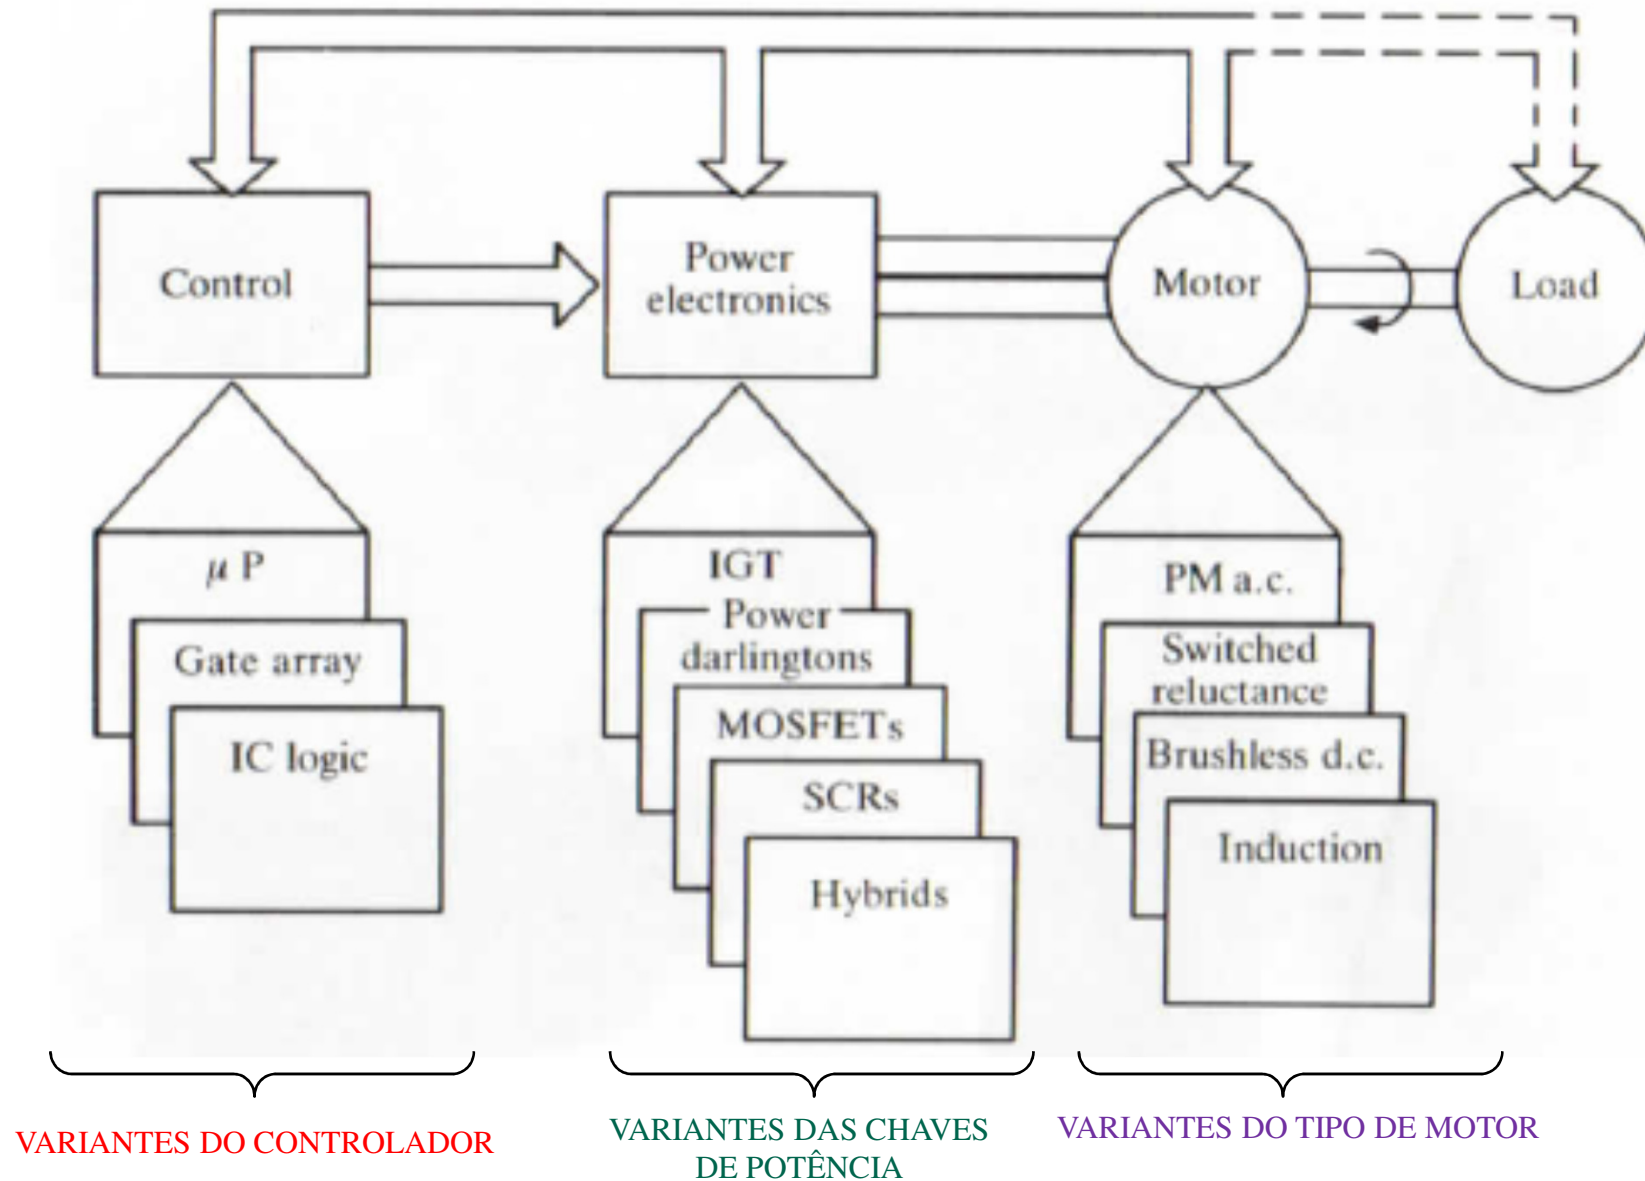 Control
Power
electronics
Motor
Load
μ P
Gate array
IC logic
IGT
Power
darlingtons
MOSFETs
SCRs
Hybrids
PM a.c.
Switched
reluctance
Brushless d.c.
Induction
VARIANTES DO CONTROLADOR
VARIANTES DAS CHAVES
DE POTÊNCIA
VARIANTES DO TIPO DE MOTOR